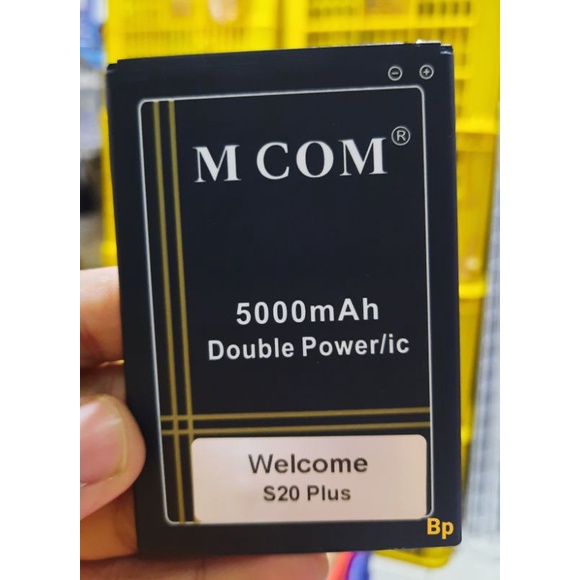 ⊖ ⊕
M COM®
5000mAh
Double Power/ic
Welcome
S20 Plus
Bp